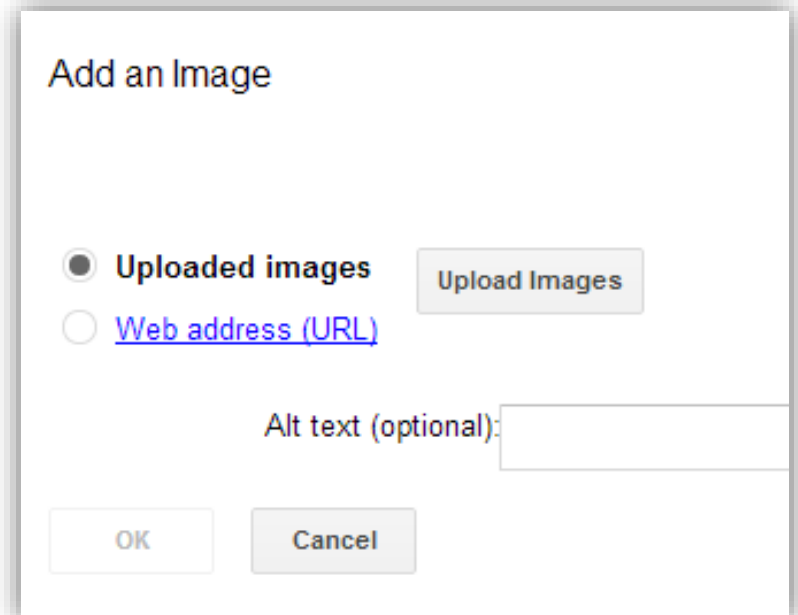 Add an Image
Uploaded images
Upload Images
Web address (URL)
Alt text (optional):
OK
Cancel